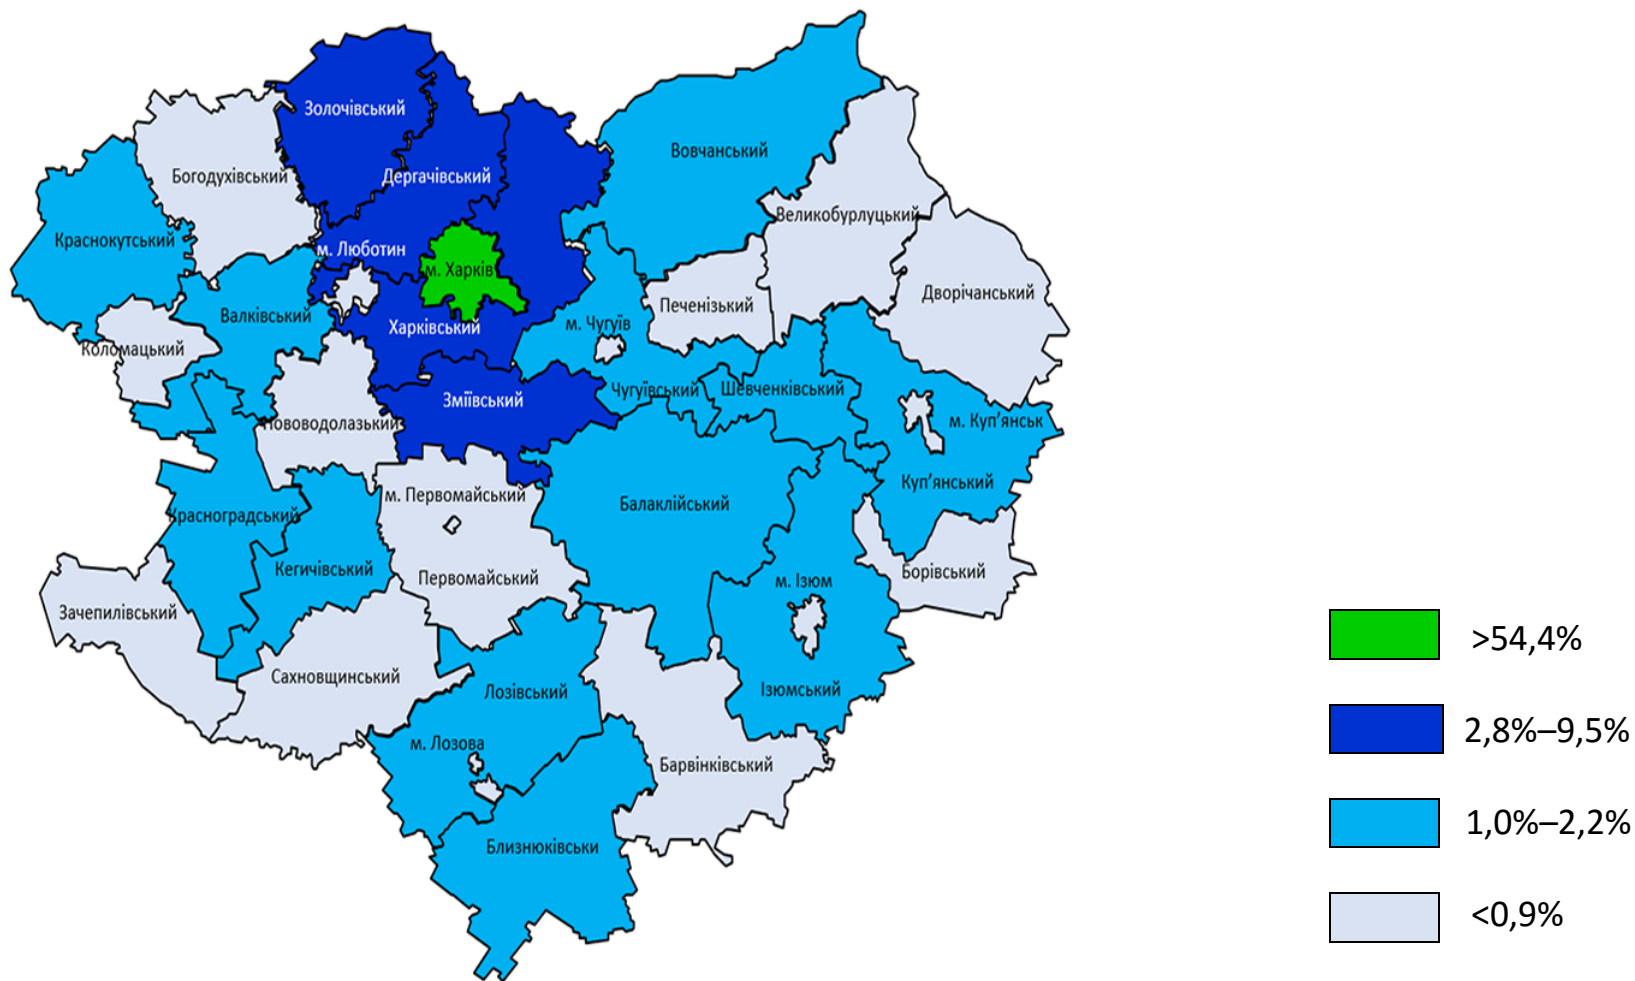 Золочівський
Вовчанський
Богодухівський
Дергачівський
Великобурлуцький
Краснокутський
м. Люботин
м. Харків
Дворічанський
Печенізький
Валківський
м. Чугуїв
Харківський
Коломацький
Чугуївський
Шевченківський
Зміївський
м. Куп’янськ
Нововодолазький
Куп’янський
м. Первомайський
Балаклійський
Красноградський
Кегичівський
Борівський
Первомайський
м. Ізюм
Зачепилівський
>54,4%
Сахновщинський
Лозівський
Ізюмський
2,8%–9,5%
м. Лозова
Барвінківський
1,0%–2,2%
Близнюківськи
<0,9%